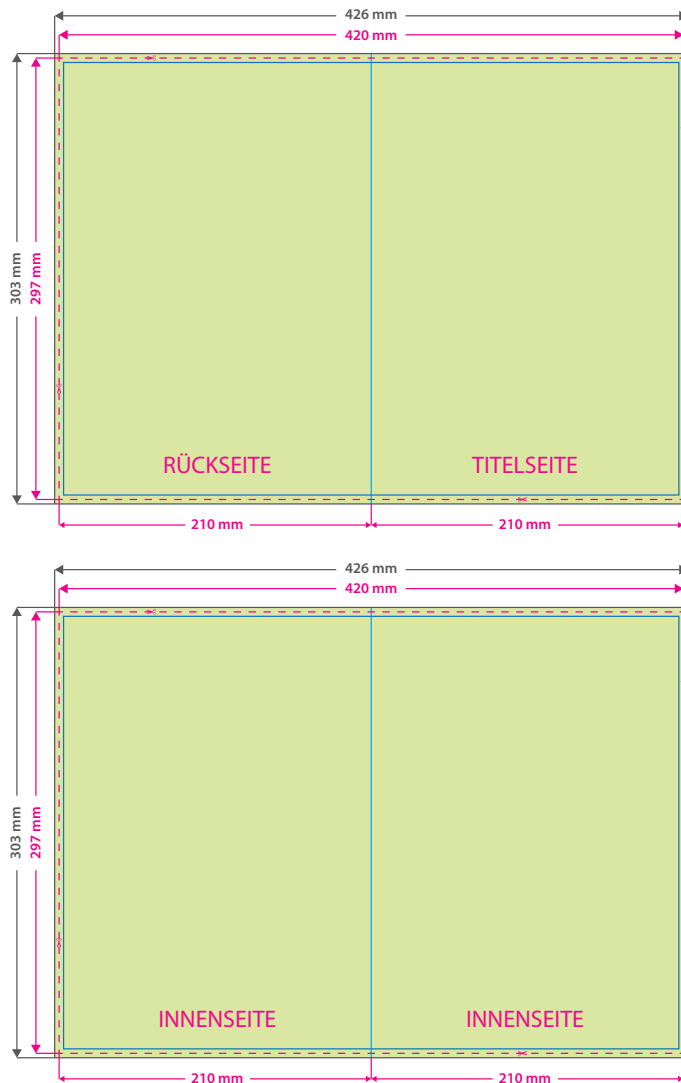 426 mm
420 mm
303 mm
297 mm
RÜCKSEITE
TITELSEITE
210 mm
210 mm
426 mm
420 mm
303 mm
297 mm
INNENSEITE
INNENSEITE
210 mm
210 mm